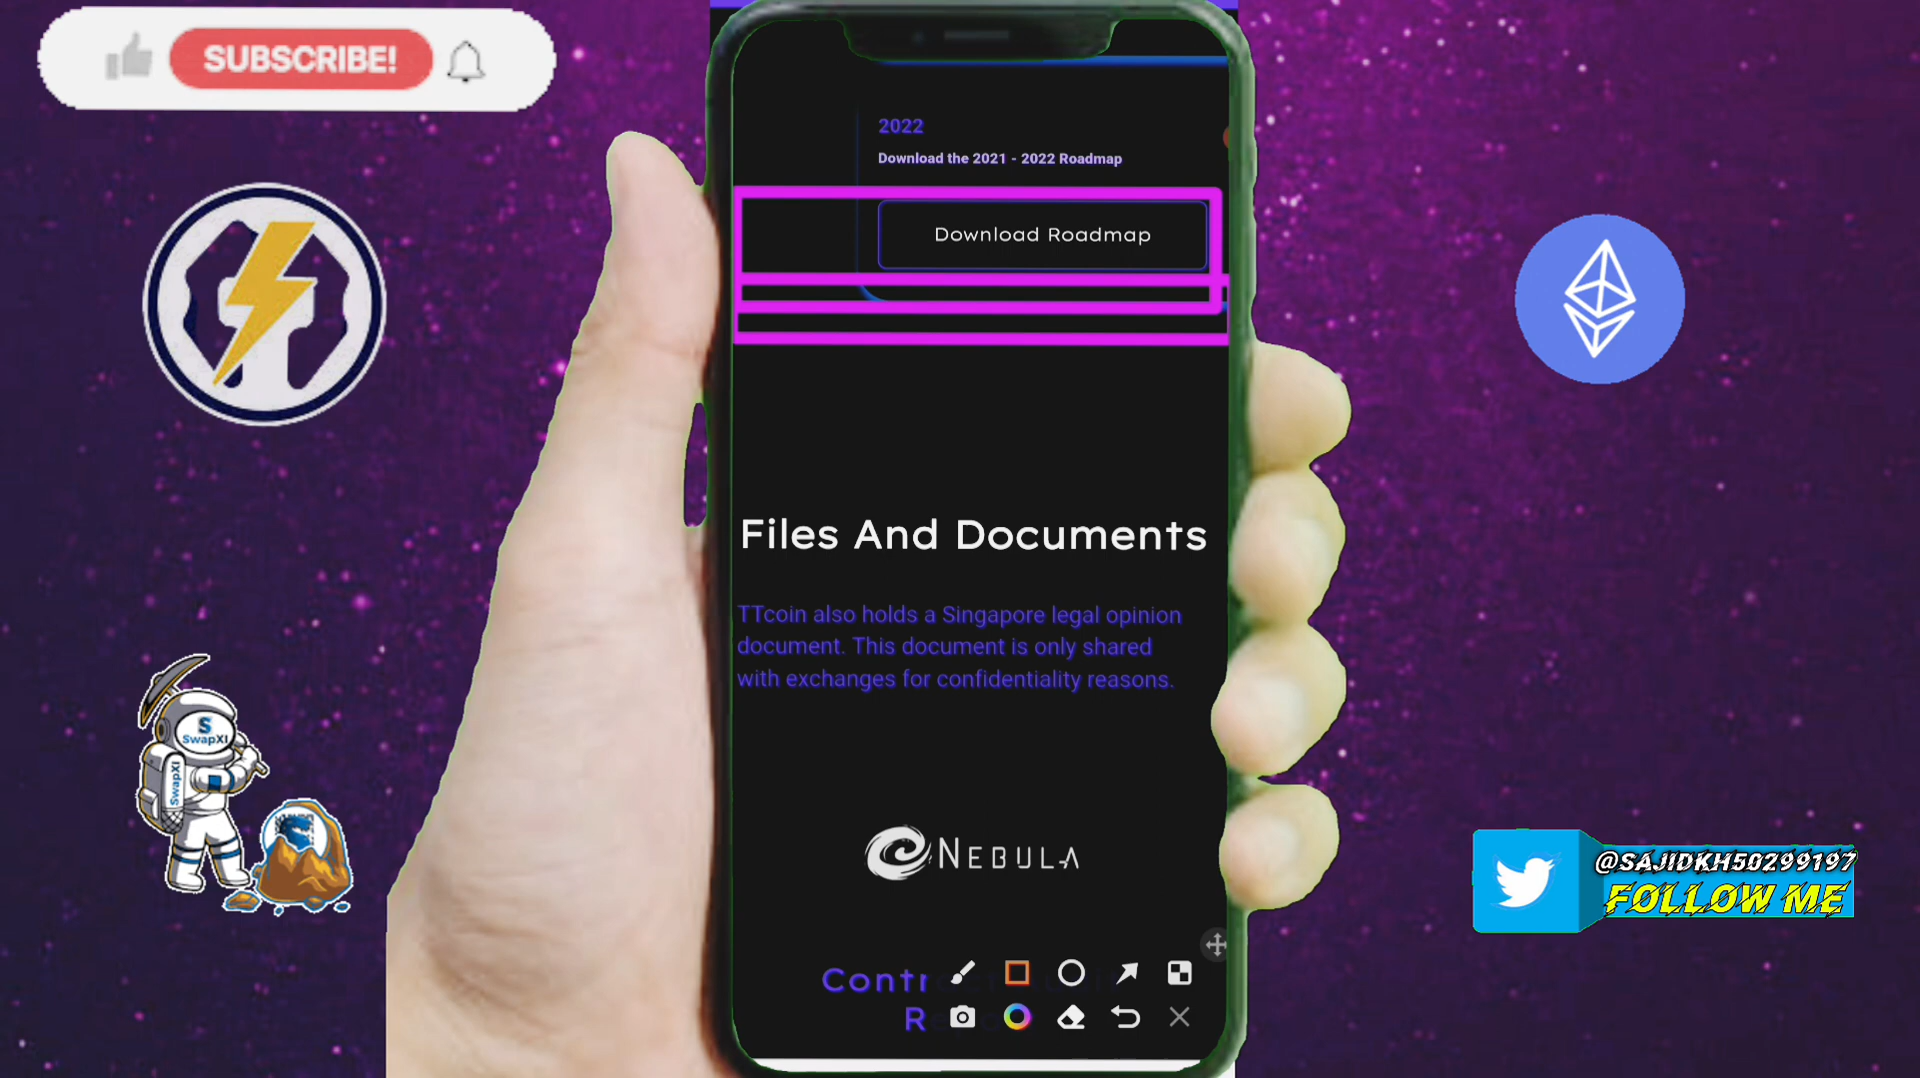 SUBSCRIBE!
2022
Download the 2021 - 2022 Roadmap
Download Roadmap
Files And Documents
TTcoin also holds a Singapore legal opinion
document. This document is only shared
with exchanges for confidentiality reasons.
NEBULA
Contr
R
S
SwapXI
SwapXI
@SAJIDKH50299197
FOLLOW ME